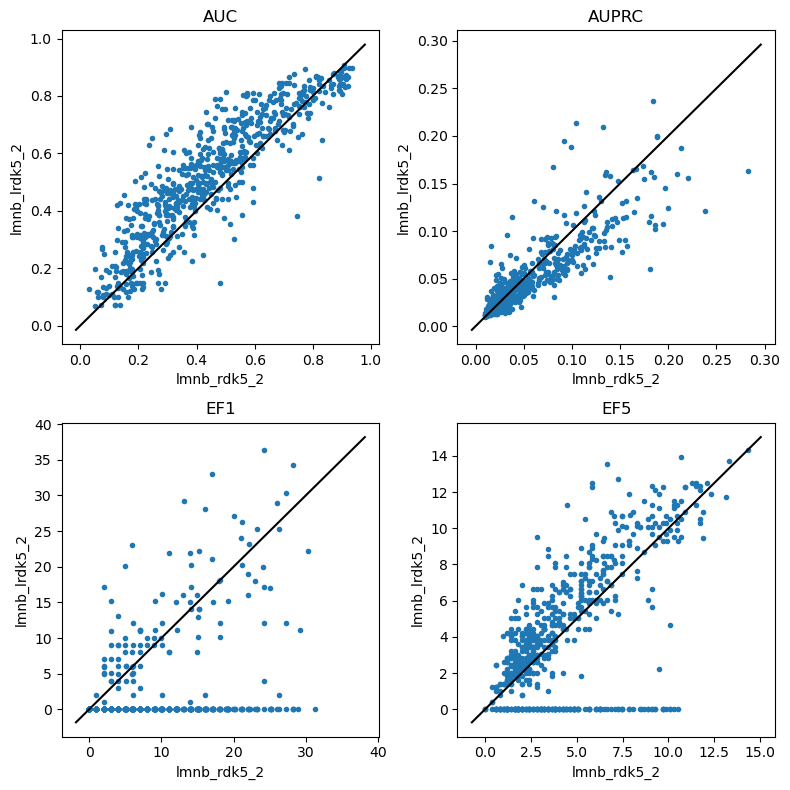 AUC
1.0
0.8
0.6
0.4
0.2
0.0
lmnb_lrdk5_2
0.0 0.2 0.4 0.6 0.8 1.0
lmnb_rdk5_2
AUPRC
0.30
0.25
0.20
0.15
0.10
0.05
0.00
lmnb_lrdk5_2
0.00 0.05 0.10 0.15 0.20 0.25 0.30
lmnb_rdk5_2
EF1
40
35
30
25
20
15
10
5
0
lmnb_lrdk5_2
0 10 20 30 40
lmnb_rdk5_2
EF5
14
12
10
8
6
4
2
0
lmnb_lrdk5_2
0.0 2.5 5.0 7.5 10.0 12.5 15.0
lmnb_rdk5_2